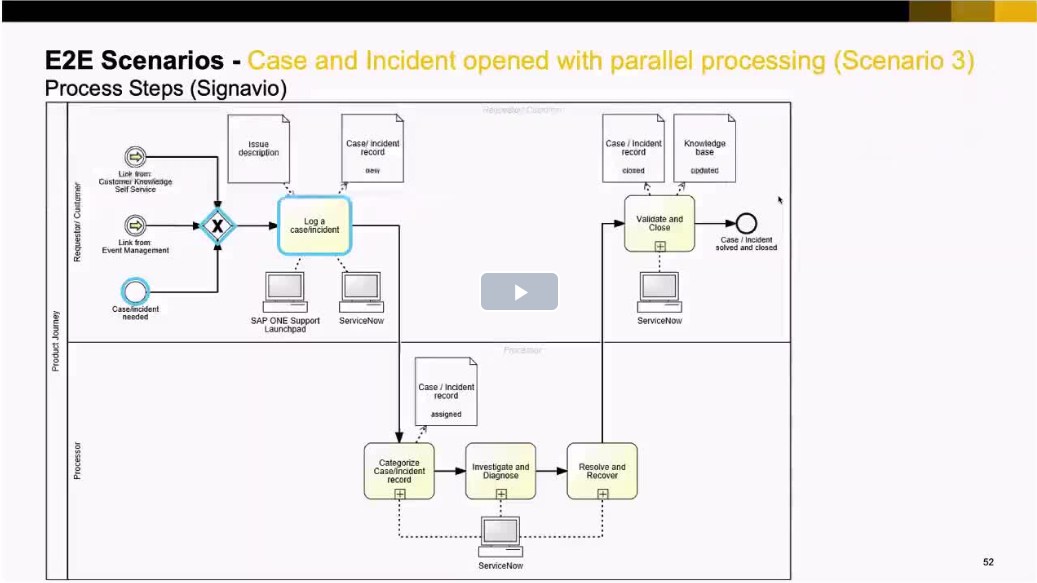 E2E Scenarios - Case and Incident opened with parallel processing (Scenario 3)
Process Steps (Signavio)
Requestor/ Customer
Issue
description
Case/ Incident
record
new
Case / Incident
record
closed
Knowledge
base
updated
Link from:
Customer/Knowledge
Self Service
Link from:
Event Management
Case/incident
needed
X
Log a
case/incident
Validate and
Close
Case / Incident
solved and closed
SAP ONE Support
Launchpad
ServiceNow
ServiceNow
Requestor/ Customer
Product Journey
Processor
Case / Incident
record
assigned
Processor
Categorize
Case/Incident
record
Investigate and
Diagnose
Resolve and
Recover
ServiceNow
52